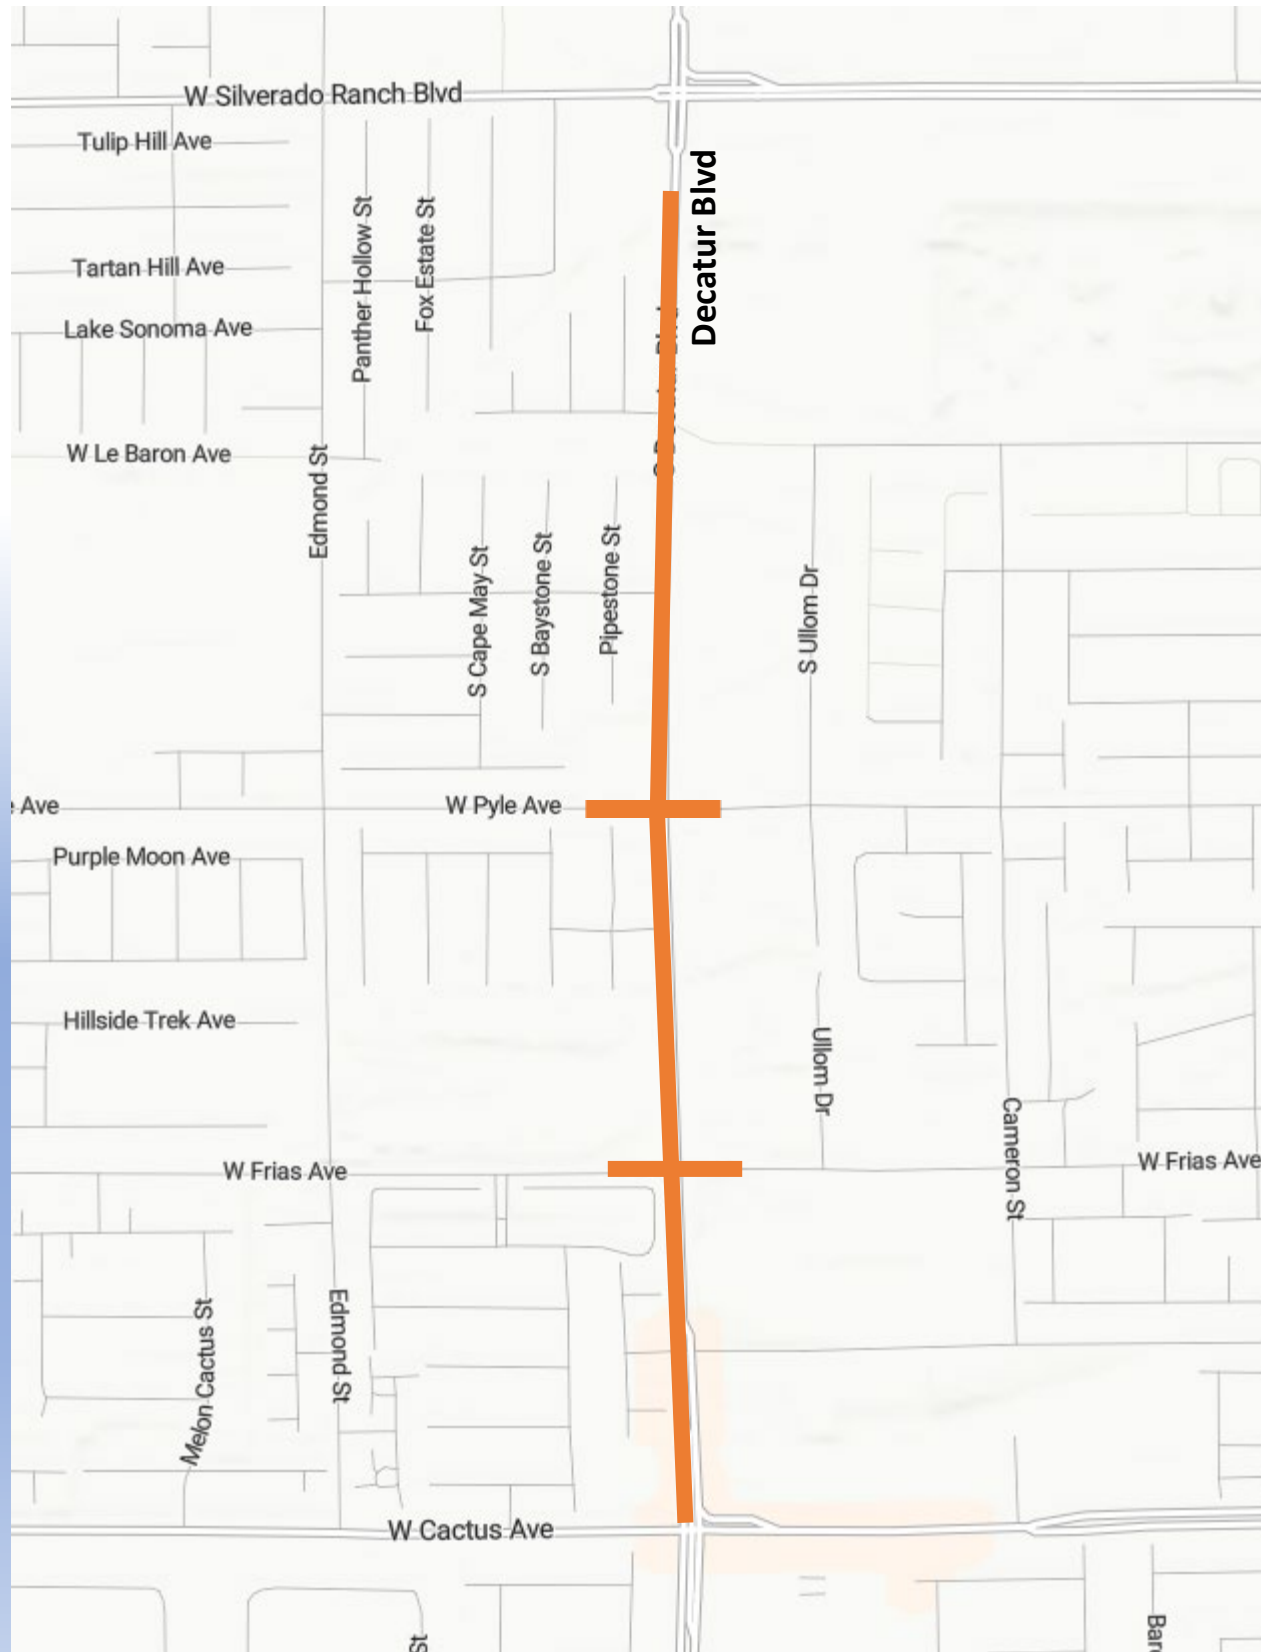 W Silverado Ranch Blvd
Tulip Hill Ave
Decatur Blvd
Panther Hollow St
Fox Estate St
Tartan Hill Ave
Lake Sonoma Ave
W Le Baron Ave
Edmond St
S Cape May St
S Baystone St
Pipestone St
S Ullom Dr
Ave
W Pyle Ave
Purple Moon Ave
Hillside Trek Ave
Ullom Dr
Cameron St
W Frias Ave
W Frias Ave
Melon Cactus St
Edmond St
W Cactus Ave
St